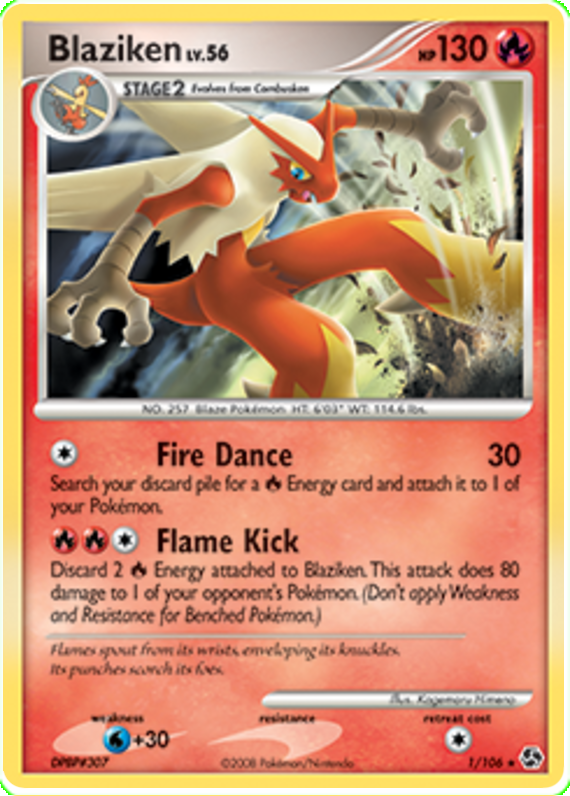 Blaziken LV.56 HP 130
STAGE2 Evolves from Combusken
NO. 257 Blaze Pokémon HT: 6'03" WT: 114.6 lbs.
Fire Dance 30
Search your discard pile for a Energy card and attach it to 1 of
your Pokémon.
Flame Kick
Discard 2 Energy attached to Blaziken. This attack does 80
damage to 1 of your opponent's Pokémon. (Don't apply Weakness
and Resistance for Benched Pokémon.)
Flames spout from its wrists, enveloping its knuckles.
Its punches scorch its foes.
Illus. Kagemaru Himeno
weakness resistance retreat cost
+30
DPBP#307 ©2008 Pokémon/Nintendo 1/106 ★